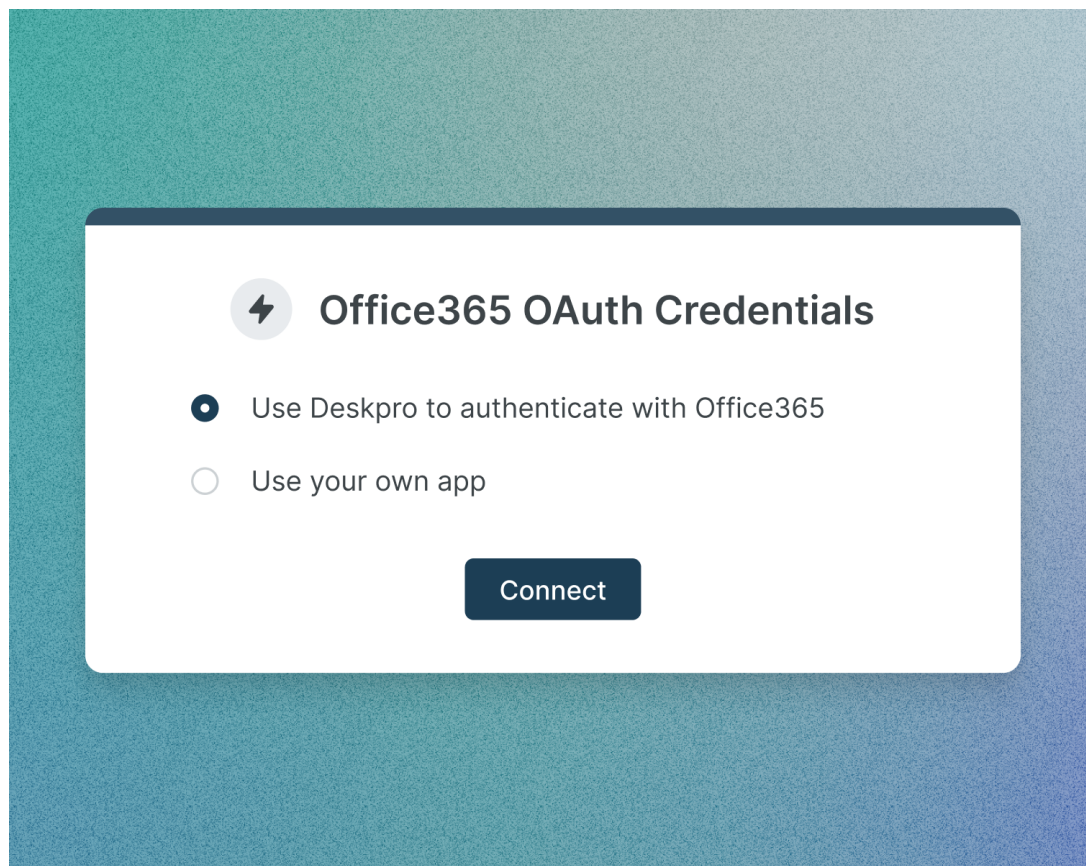 Office365 OAuth Credentials
Use Deskpro to authenticate with Office365
Use your own app
Connect